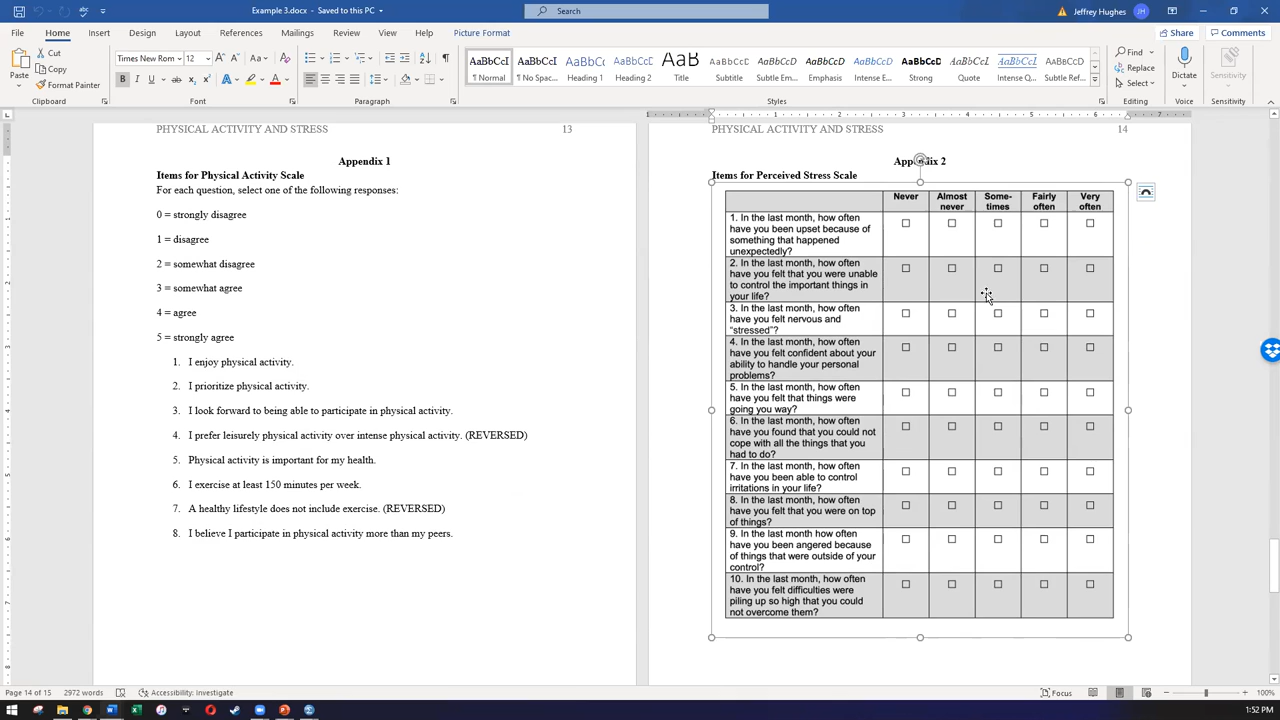 Example 3.docx - Saved to this PC
Search
Jeffrey Hughes
JH
File
Home
Insert
Design
Layout
References
Mailings
Review
View
Help
Picture Format
Share
Comments
Paste
Cut
Copy
Format Painter
Clipboard
Times New Rom
12
Font
Paragraph
AaBbCcI
¶ Normal
AaBbCcI
¶ No Spac...
AaBbCc
Heading 1
AaBbCcI
Heading 2
AaB
Title
AaBbCcI
Subtitle
AaBbCcI
Subtle Em...
AaBbCcI
Emphasis
AaBbCcI
Intense E...
AaBbCcI
Strong
AaBbCcI
Quote
AaBbCcI
Intense Q...
AaBbCcDI
Subtle Ref...
Styles
Find
Replace
Select
Editing
Dictate
Voice
Sensitivity
Sensitivity
PHYSICAL ACTIVITY AND STRESS 13
Appendix 1
Items for Physical Activity Scale
For each question, select one of the following responses:
0 = strongly disagree
1 = disagree
2 = somewhat disagree
3 = somewhat agree
4 = agree
5 = strongly agree
1. I enjoy physical activity.
2. I prioritize physical activity.
3. I look forward to being able to participate in physical activity.
4. I prefer leisurely physical activity over intense physical activity. (REVERSED)
5. Physical activity is important for my health.
6. I exercise at least 150 minutes per week.
7. A healthy lifestyle does not include exercise. (REVERSED)
8. I believe I participate in physical activity more than my peers.
PHYSICAL ACTIVITY AND STRESS 14
Appendix 2
Items for Perceived Stress Scale
Never Almost never Some-times Fairly often Very often
1. In the last month, how often
have you been upset because of
something that happened
unexpectedly?
2. In the last month, how often
have you felt that you were unable
to control the important things in
your life?
3. In the last month, how often
have you felt nervous and
“stressed”?
4. In the last month, how often
have you felt confident about your
ability to handle your personal
problems?
5. In the last month, how often
have you felt that things were
going you way?
6. In the last month, how often
have you found that you could not
cope with all the things that you
had to do?
7. In the last month, how often
have you been able to control
irritations in your life?
8. In the last month, how often
have you felt that you were on top
of things?
9. In the last month how often
have you been angered because
of things that were outside of your
control?
10. In the last month, how often
have you felt difficulties were
piling up so high that you could
not overcome them?
Page 14 of 15
2972 words
Accessibility: Investigate
Focus
100%
1:52 PM